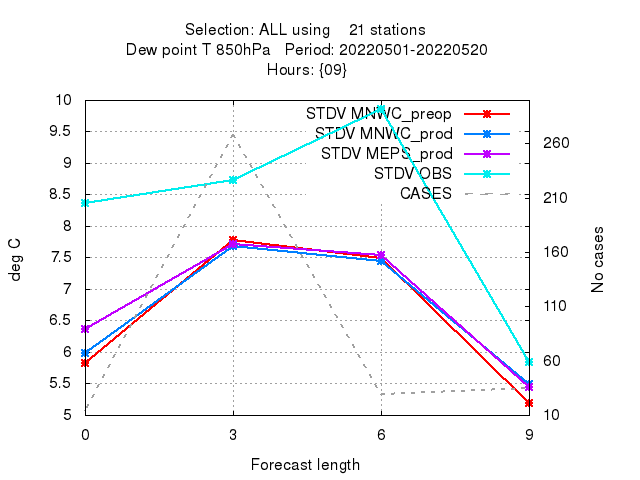 Selection: ALL using 21 stations
Dew point T 850hPa Period: 20220501-20220520
Hours: {09}
STDV MNWC_preop
STDV MNWC_prod
STDV MEPS_prod
STDV OBS
CASES
10
9.5
9
8.5
8
7.5
7
6.5
6
5.5
5
deg C
260
210
160
110
60
10
No cases
0 3 6 9
Forecast length